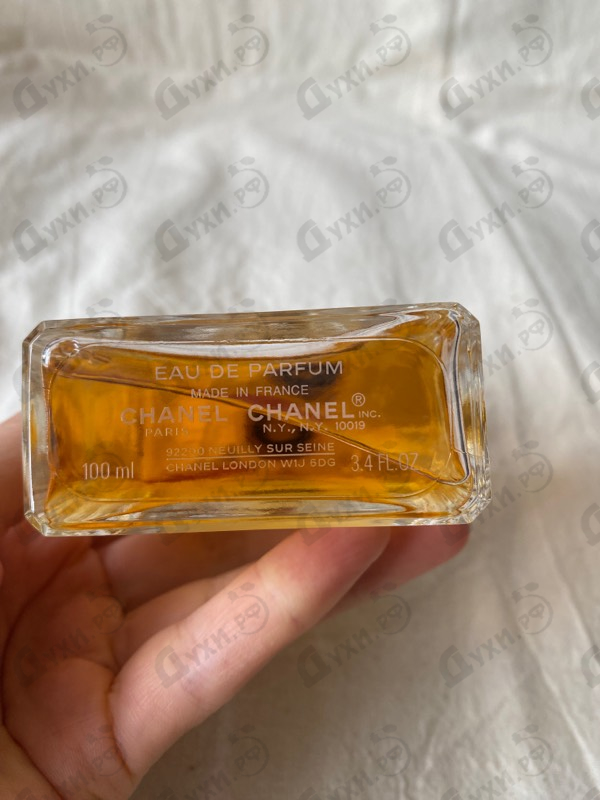 EAU DE PARFUM
MADE IN FRANCE
CHANEL CHANEL® INC.
PARIS N.Y., N.Y. 10019
92200 NEUILLY SUR SEINE
100 ml CHANEL LONDON W1J 6DG 3.4 FL.OZ
Духи.рф